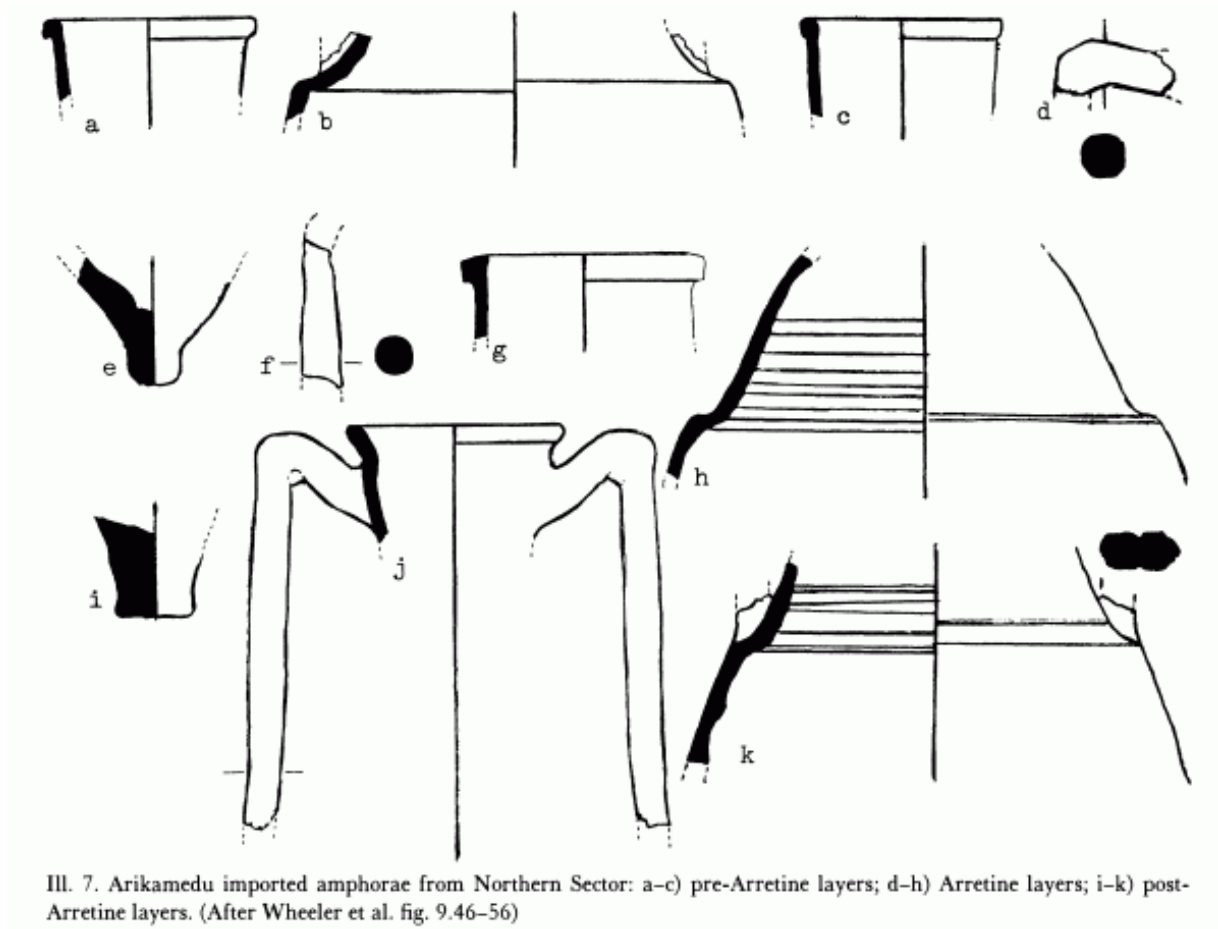 a
b
c
d
e
f
g
h
i
j
k
Ill. 7. Arikamedu imported amphorae from Northern Sector: a–c) pre-Arretine layers; d–h) Arretine layers; i–k) post-
Arretine layers. (After Wheeler et al. fig. 9.46–56)